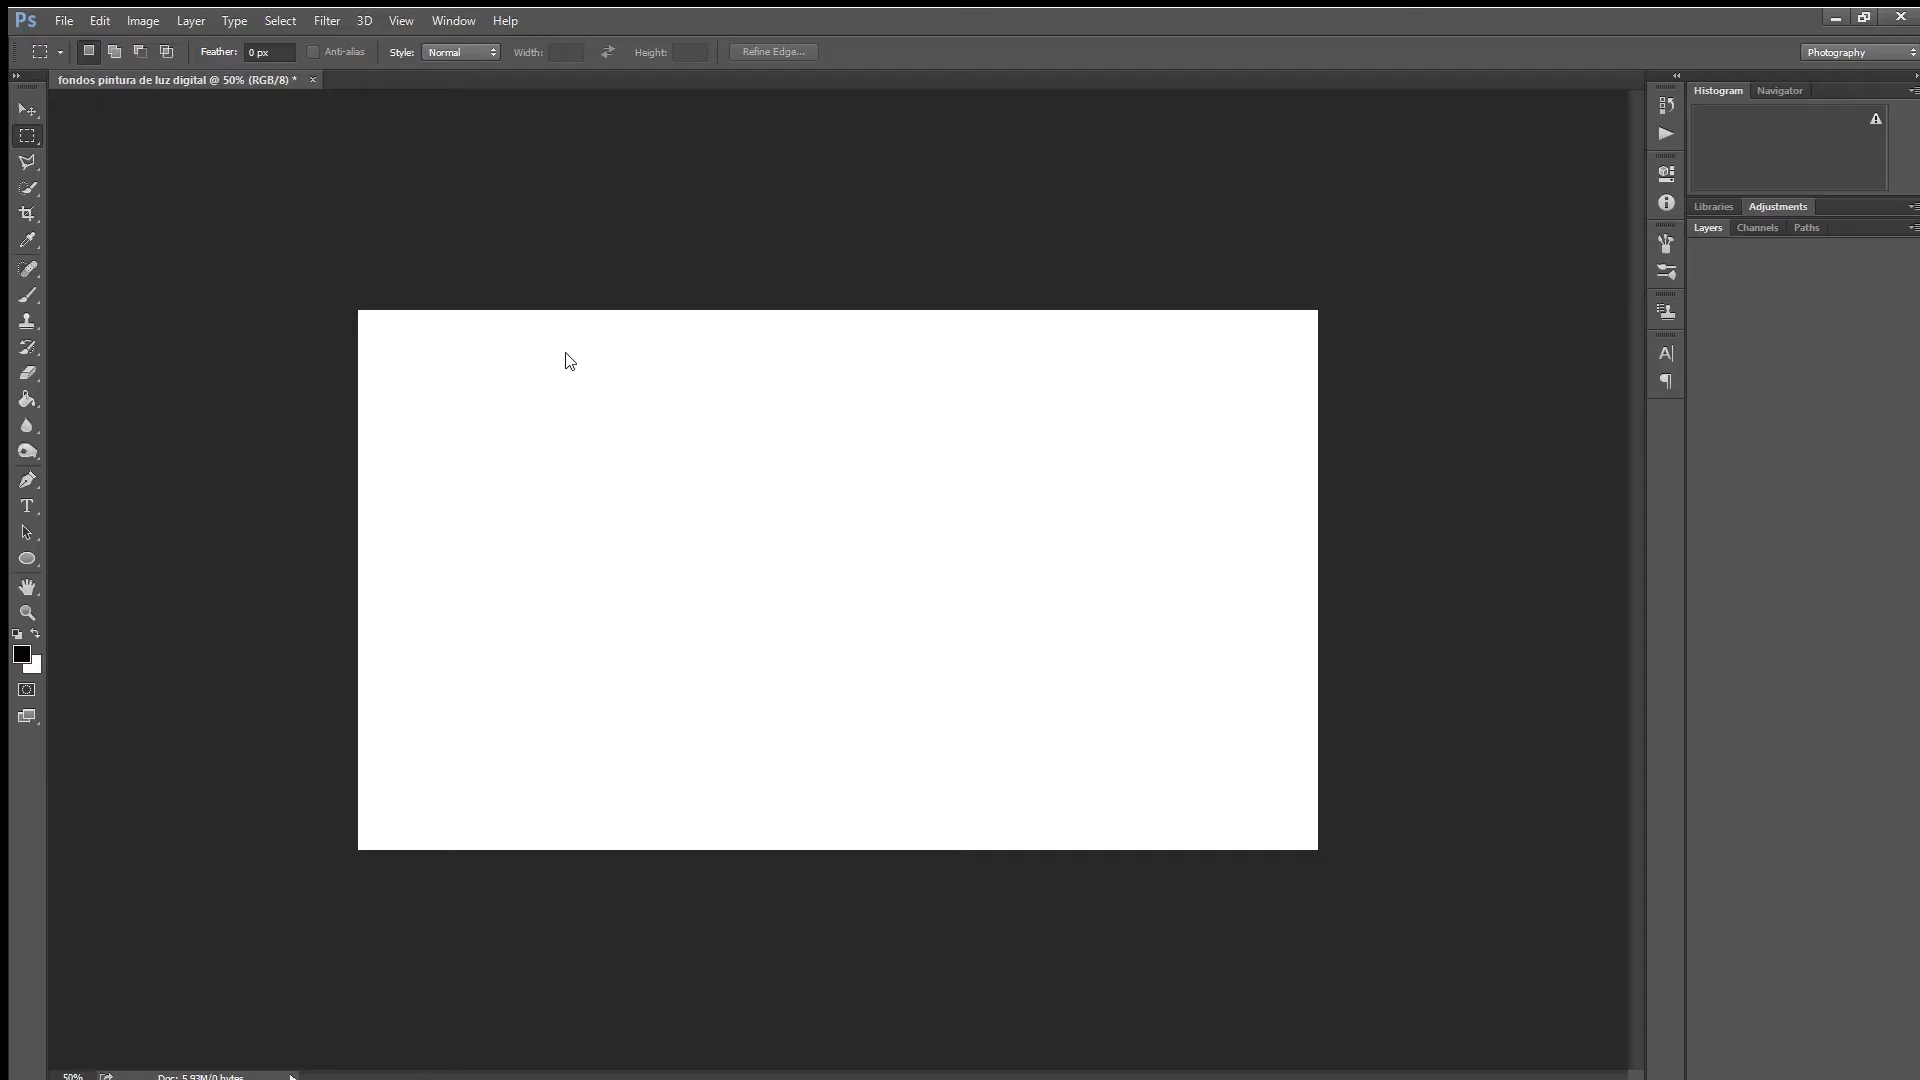 Ps File Edit Image Layer Type Select Filter 3D View Window Help
Feather: 0 px Anti-alias Style: Normal Width: Height: Refine Edge... Photography
fondos pintura de luz digital @ 50% (RGB/8) * ×
Histogram Navigator
Libraries Adjustments
Layers Channels Paths
50% Doc: 5.93M/0 bytes